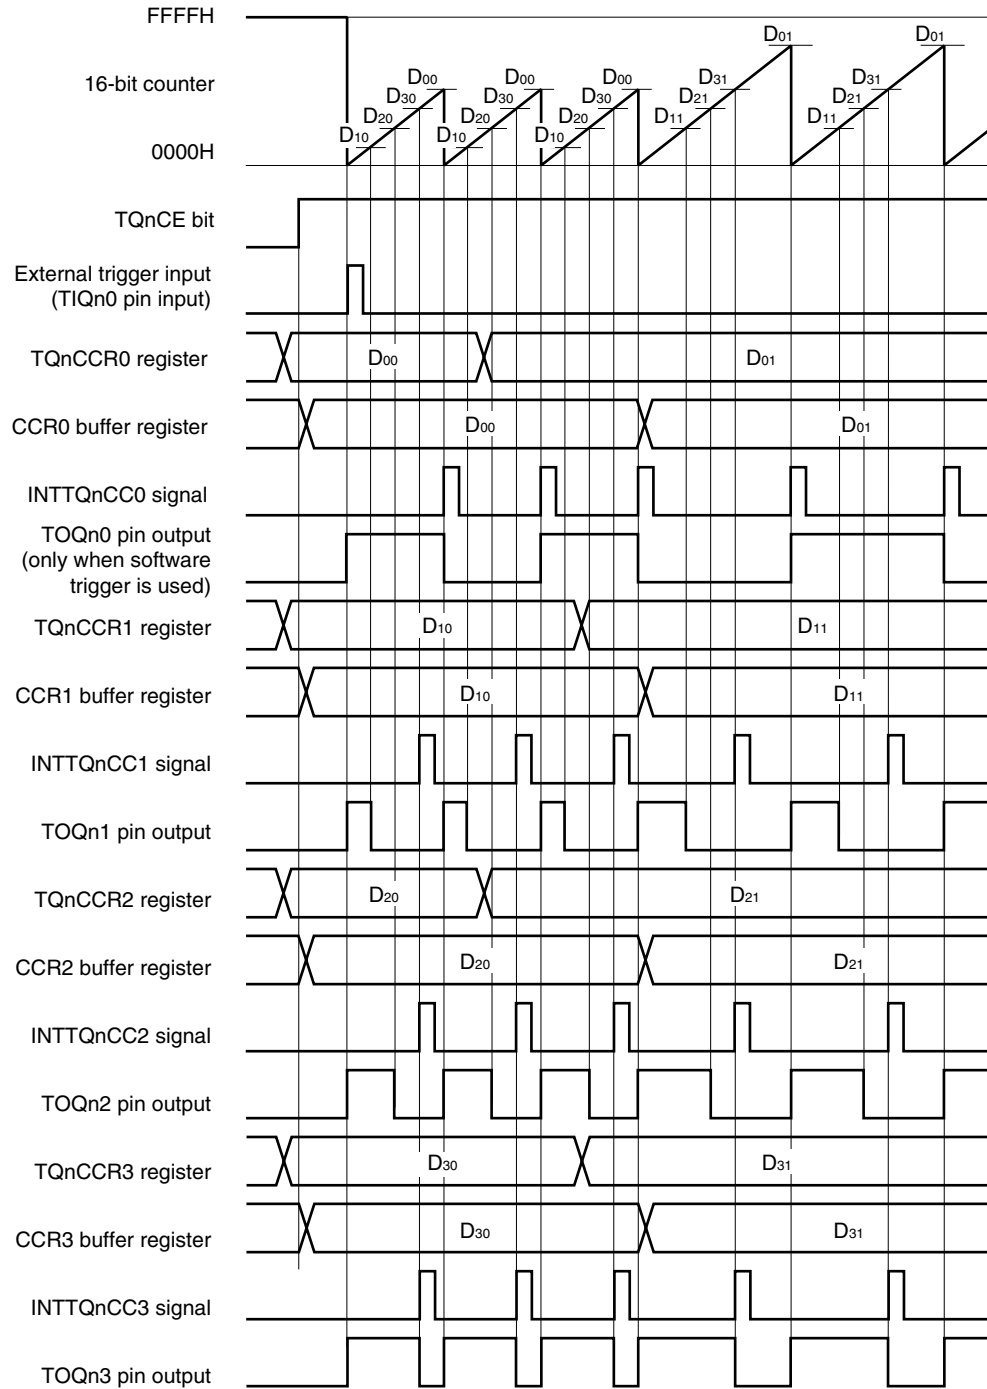 FFFFH
D01 D01
16-bit counter
D00 D00 D00 D31 D31
D30 D30 D30 D21 D21
D20 D20 D20 D11 D11
D10 D10 D10
0000H
TQnCE bit
External trigger input
(TIQn0 pin input)
TQnCCR0 register D00 D01
CCR0 buffer register D00 D01
INTTQnCC0 signal
TOQn0 pin output
(only when software
trigger is used)
TQnCCR1 register D10 D11
CCR1 buffer register D10 D11
INTTQnCC1 signal
TOQn1 pin output
TQnCCR2 register D20 D21
CCR2 buffer register D20 D21
INTTQnCC2 signal
TOQn2 pin output
TQnCCR3 register D30 D31
CCR3 buffer register D30 D31
INTTQnCC3 signal
TOQn3 pin output